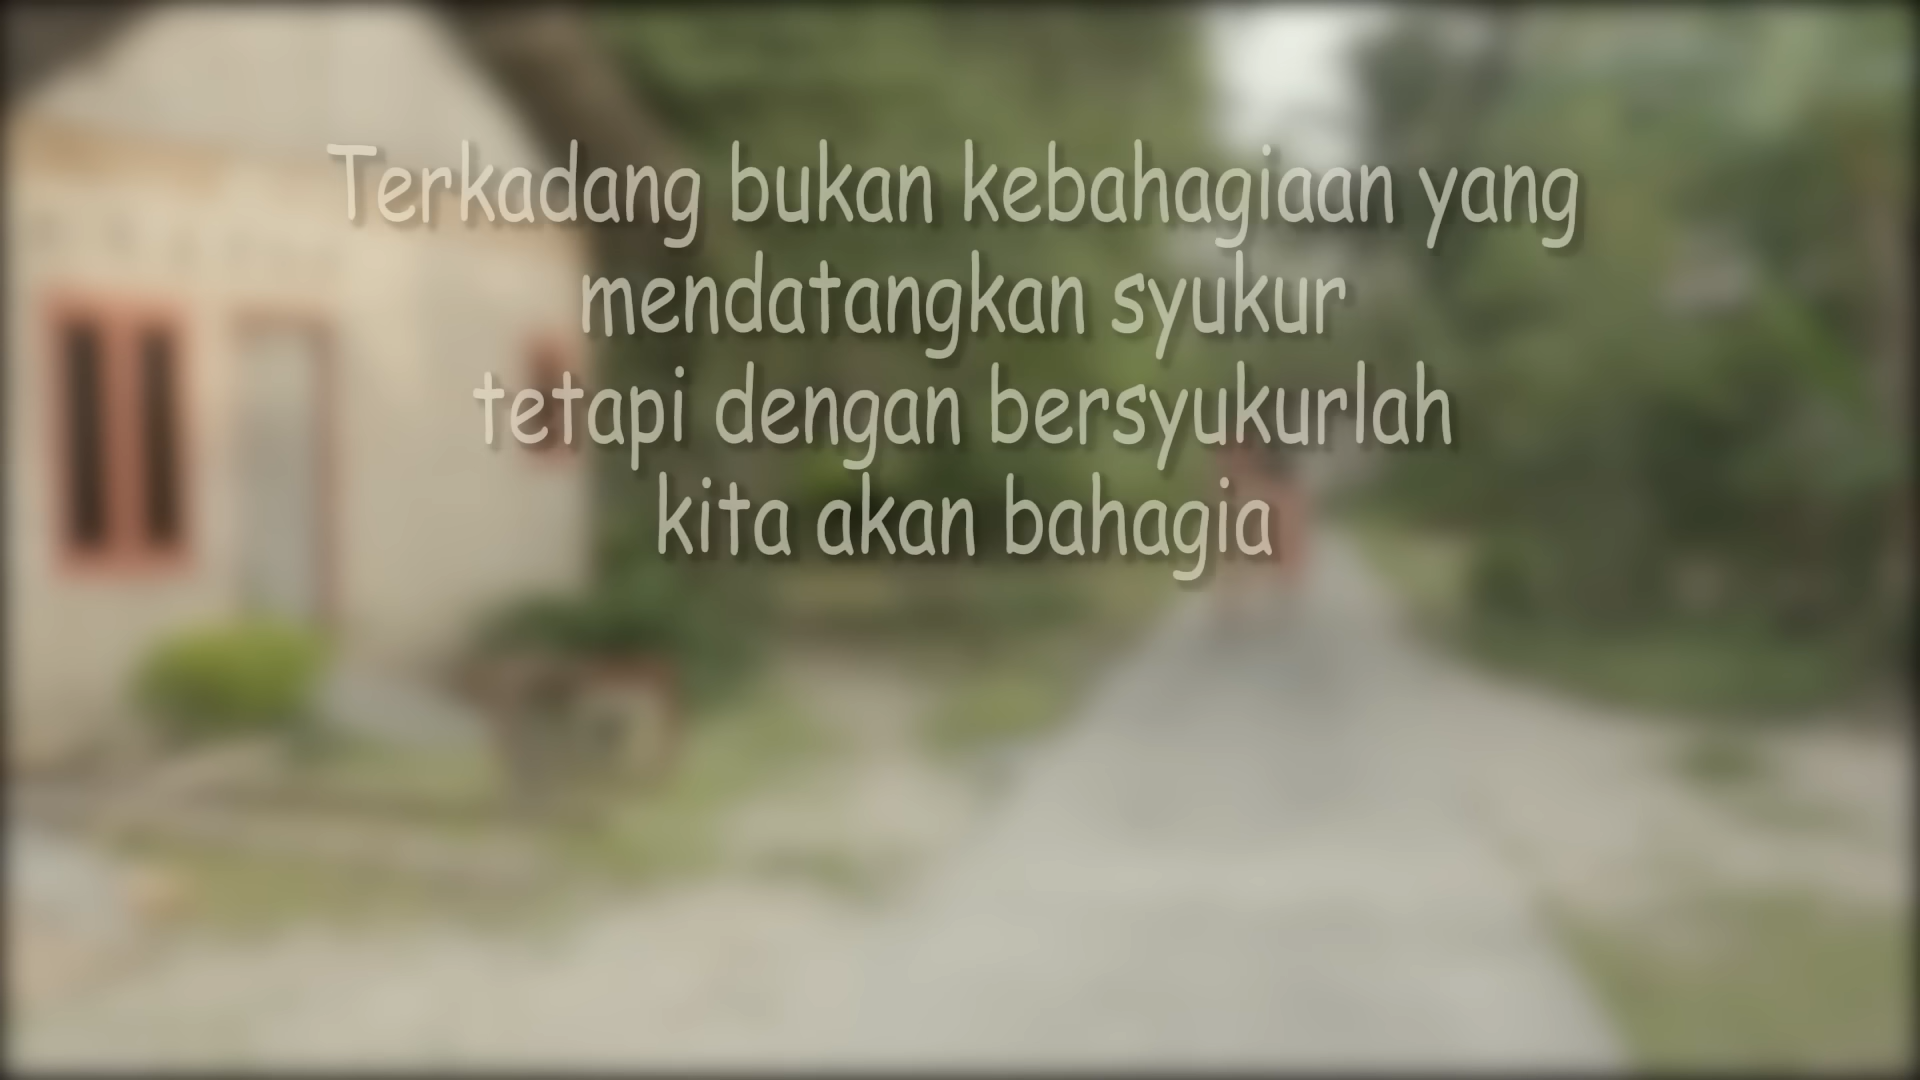 Terkadang bukan kebahagiaan yang
mendatangkan syukur
tetapi dengan bersyukurlah
kita akan bahagia